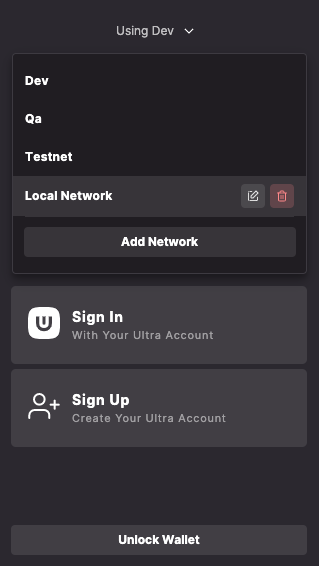 Using Dev
Dev
Qa
Testnet
Local Network
Add Network
Sign In
With Your Ultra Account
Sign Up
Create Your Ultra Account
Unlock Wallet